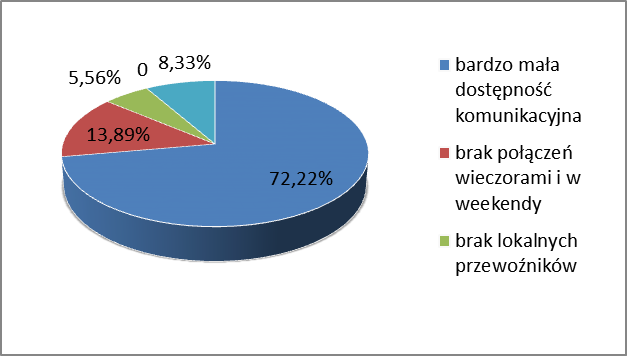 5,56%
0
8,33%
13,89%
72,22%
bardzo mała
dostępność
komunikacyjna
brak połączeń
wieczorami i w
weekendy
brak lokalnych
przewoźników